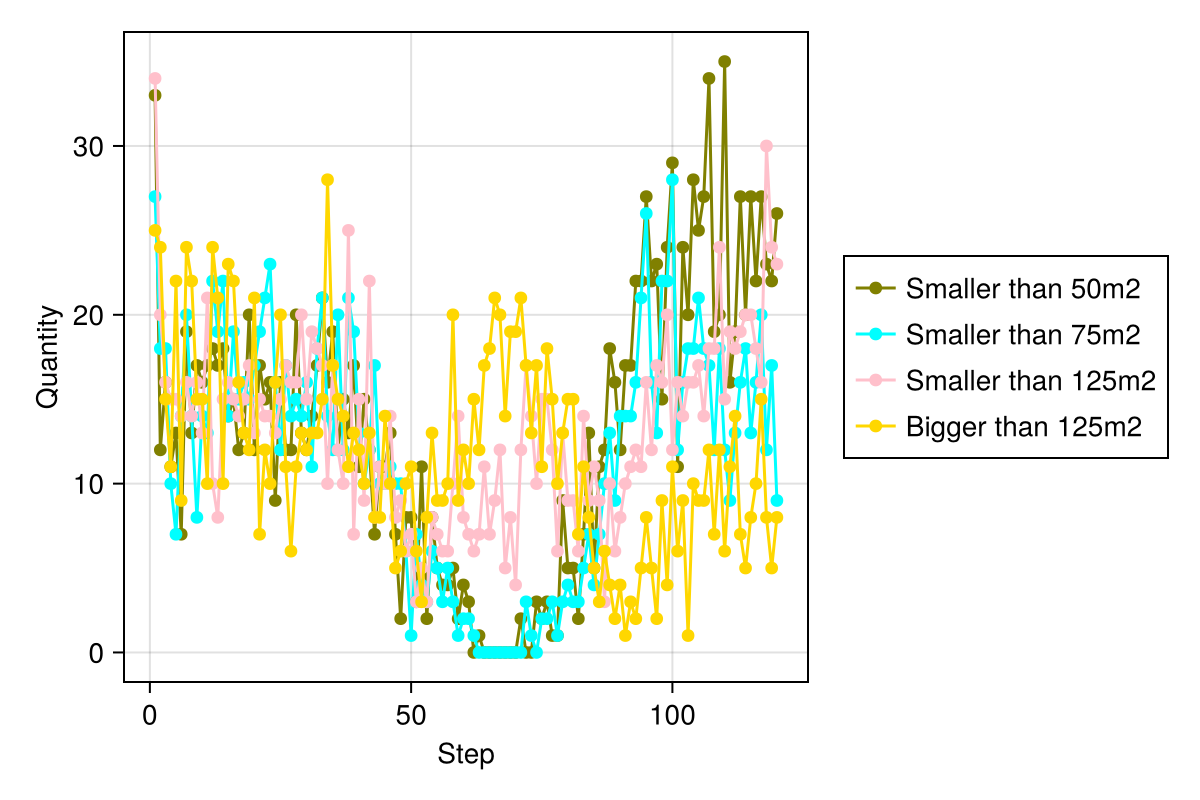 30
20
10
0
Quantity
0
50
100
Step
Smaller than 50m2
Smaller than 75m2
Smaller than 125m2
Bigger than 125m2